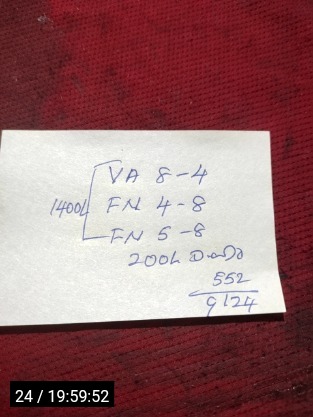 VA 8-4
1400L FN 4-8
FN 5-8
200L
552
9124
24 / 19:59:52